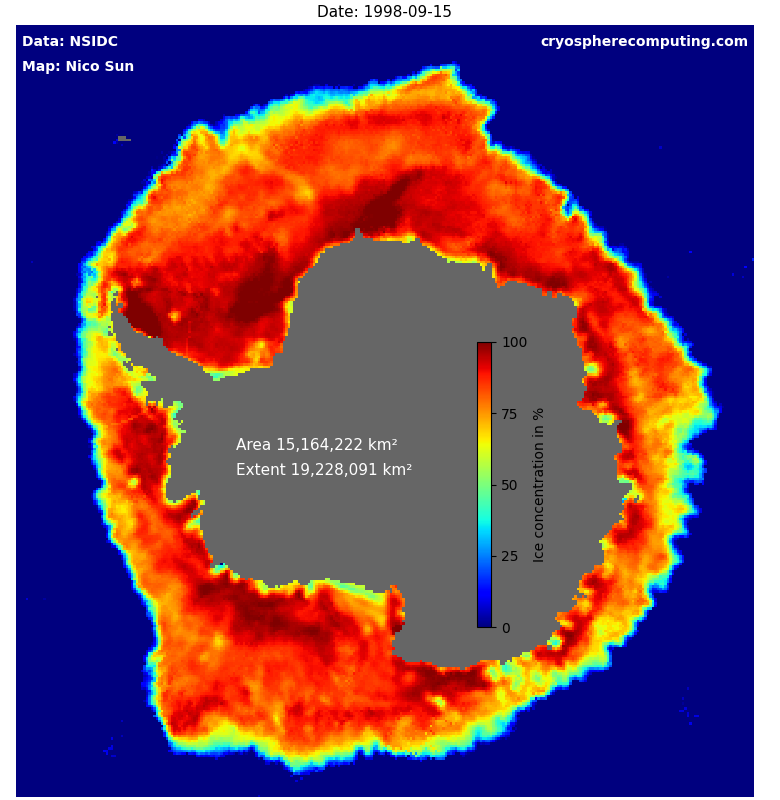 Date: 1998-09-15
Data: NSIDC
cryospherecomputing.com
Map: Nico Sun
100
75
50
25
0
Ice concentration in %
Area 15,164,222 km²
Extent 19,228,091 km²